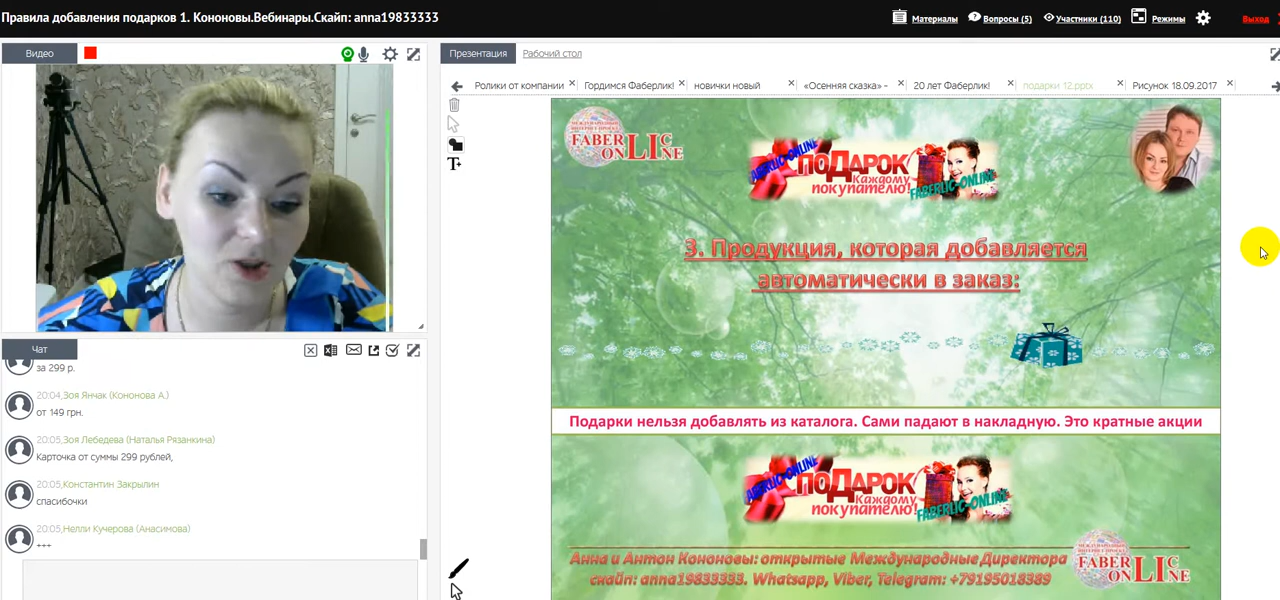 Правила добавления подарков 1. Кононовы.Вебинары.Скайп: anna19833333
Материалы
Вопросы (5)
Участники (110)
Режимы
Выход
Видео
Презентация
Рабочий стол
Ролики от компании
Гордимся Фаберлик!
новички новый
«Осенняя сказка» -
20 лет Фаберлик!
подарки 12.pptx
Рисунок 18.09.2017
МЕЖДУНАРОДНЫЙ
ИНТЕРНЕТ-ПРОЕКТ
FABERLIC
ONLINE
FABERLIC-ONLINE
ПОДАРОК
Каждому
покупателю!
FABERLIC-ONLINE
3. Продукция, которая добавляется
автоматически в заказ:
Подарки нельзя добавлять из каталога. Сами падают в накладную. Это кратные акции
ПОДАРОК
Каждому
покупателю!
FABERLIC-ONLINE
Анна и Антон Кононовы: открытые Международные Директора
скайп: anna19833333. Whatsapp, Viber, Telegram: +79195018389
FABERLIC
ONLINE
Чат
за 299 р.
20:04,Зоя Янчак (Кононова А.)
от 149 грн.
20:05,Зоя Лебедева (Наталья Рязанкина)
Карточка от суммы 299 рублей,
20:05,Константин Закрылин
спасибочки
20:05,Нелли Кучерова (Анасимова)
+++